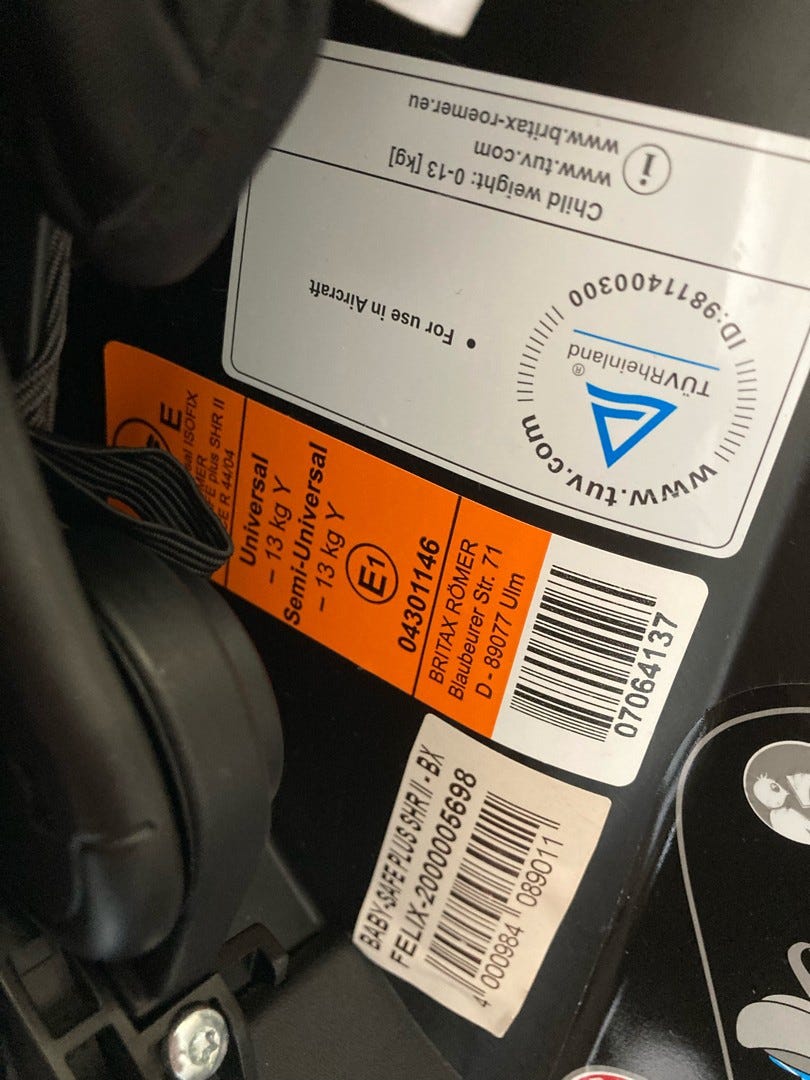 www.britax-roemer.eu
www.tuv.com
i
Child weight: 0-13 [kg]
• For use in Aircraft
ID:9811400300
TÜVRheinland®
www.tuv.com
E
ISOFIX
plus SHR II
R 44/04
Universal
– 13 kg Y
Semi-Universal
– 13 kg Y
E1
04301146
BRITAX RÖMER
Blaubeurer Str. 71
D - 89077 Ulm
07064137
BABY-SAFE PLUS SHR II - BX
FELIX-2000005698
4 000984 089011